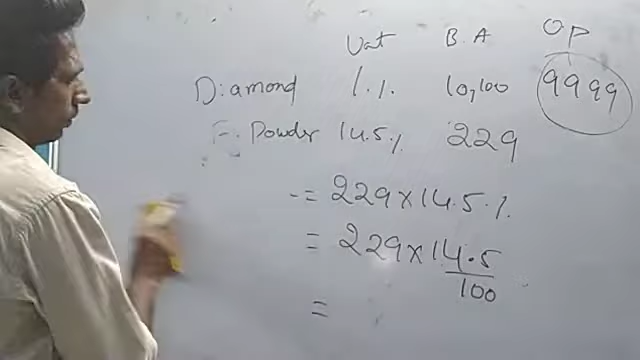 Vat B.A OP
Diamond 1.% 10,100 9999
F. Powder 14.5% 229
= 229×14.5%
= 229×14.5/100
=